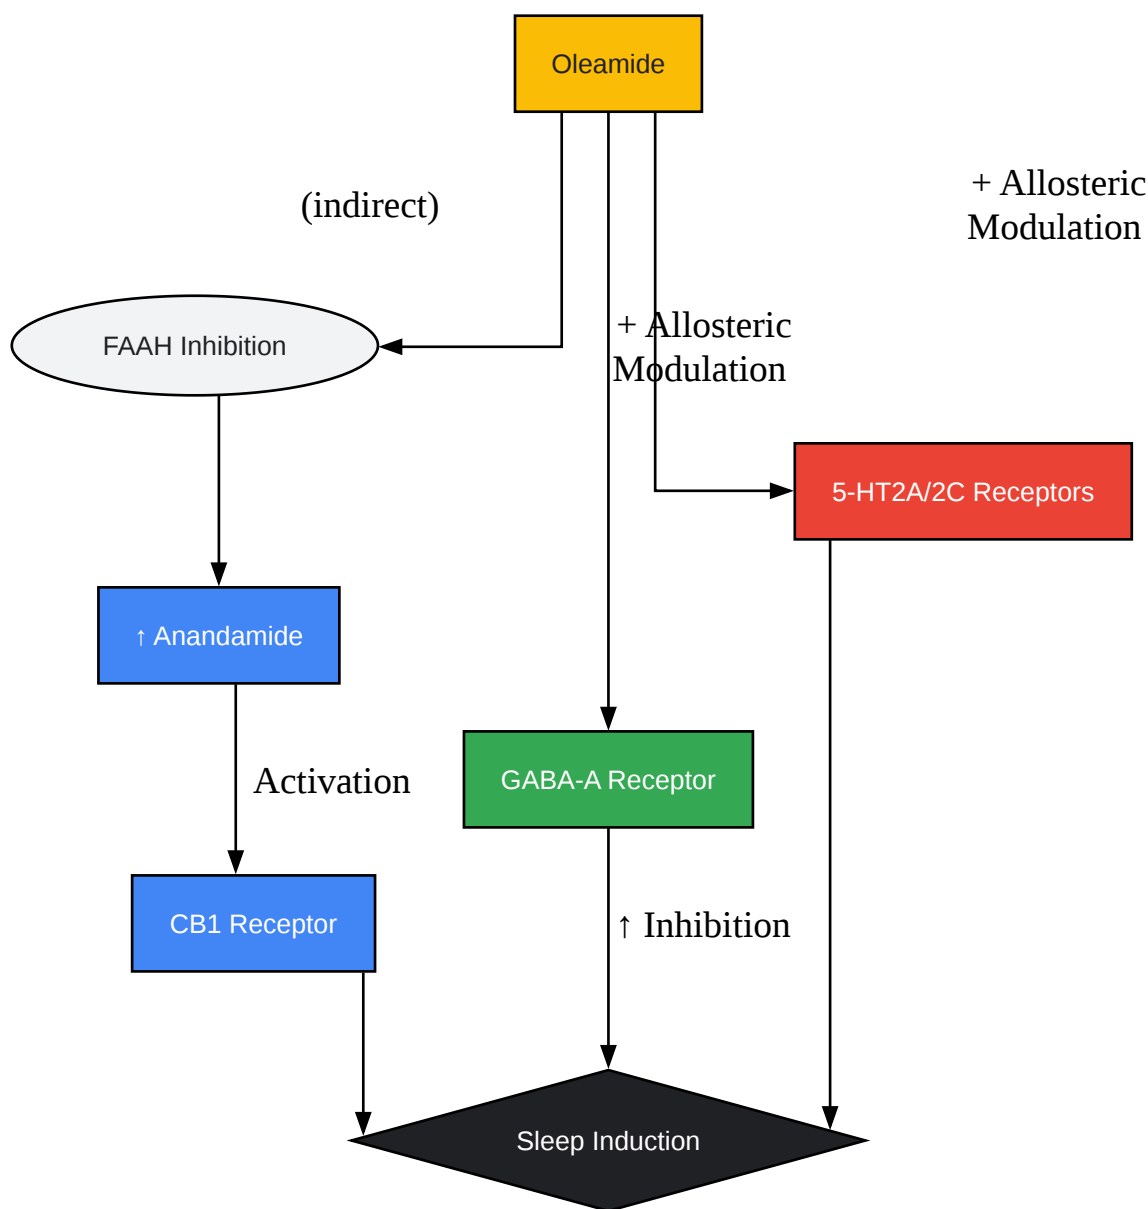 Oleamide
(indirect)
+ Allosteric
Modulation
FAAH Inhibition
+ Allosteric
Modulation
5-HT2A/2C Receptors
↑ Anandamide
Activation
GABA-A Receptor
CB1 Receptor
↑ Inhibition
Sleep Induction